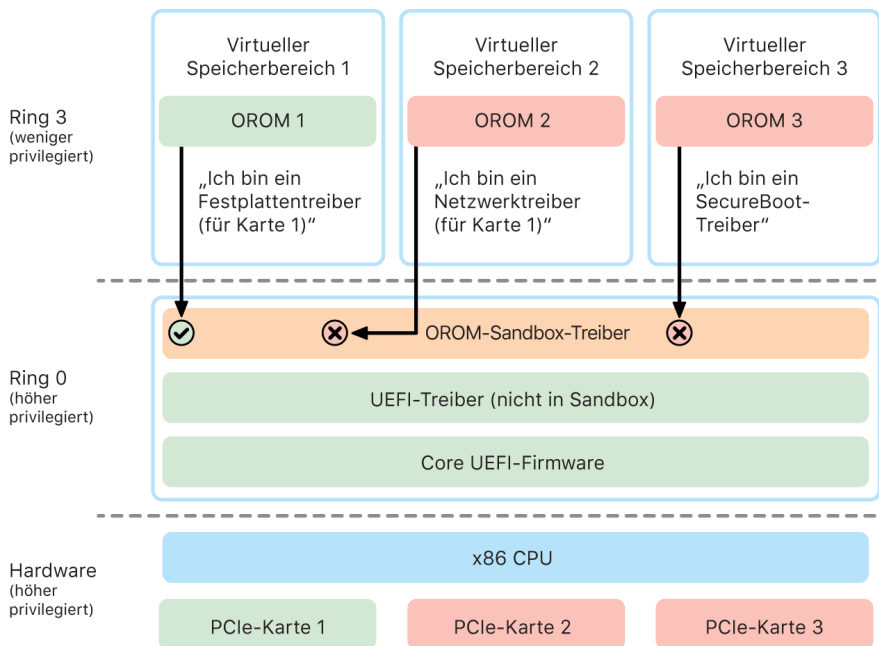 Virtueller
Speicherbereich 1
Virtueller
Speicherbereich 2
Virtueller
Speicherbereich 3
Ring 3
(weniger
privilegiert)
OROM 1
OROM 2
OROM 3
„Ich bin ein
Festplattentreiber
(für Karte 1)“
„Ich bin ein
Netzwerktreiber
(für Karte 1)“
„Ich bin ein
SecureBoot-
Treiber“
Ring 0
(höher
privilegiert)
OROM-Sandbox-Treiber
UEFI-Treiber (nicht in Sandbox)
Core UEFI-Firmware
Hardware
(höher
privilegiert)
x86 CPU
PCIe-Karte 1
PCIe-Karte 2
PCIe-Karte 3